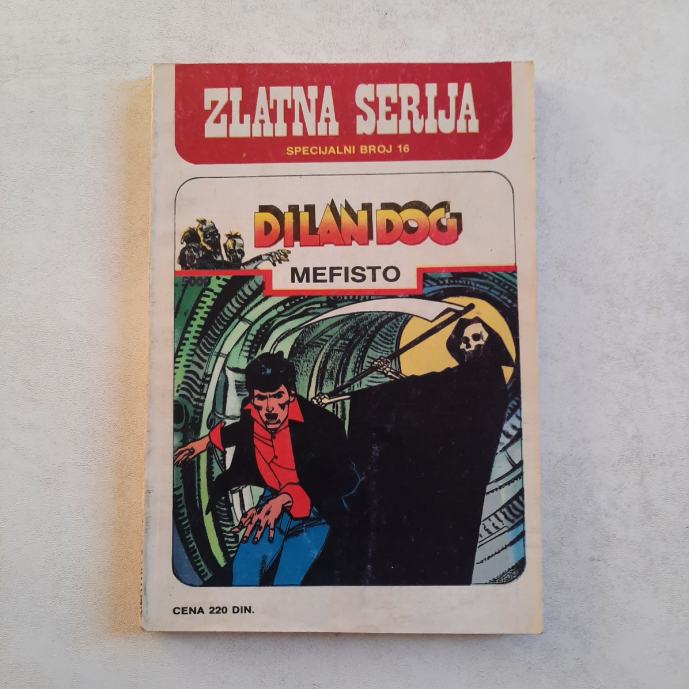 ZLATNA SERIJA
SPECIJALNI BROJ 16
DILAN DOG
MEFISTO
CENA 220 DIN.